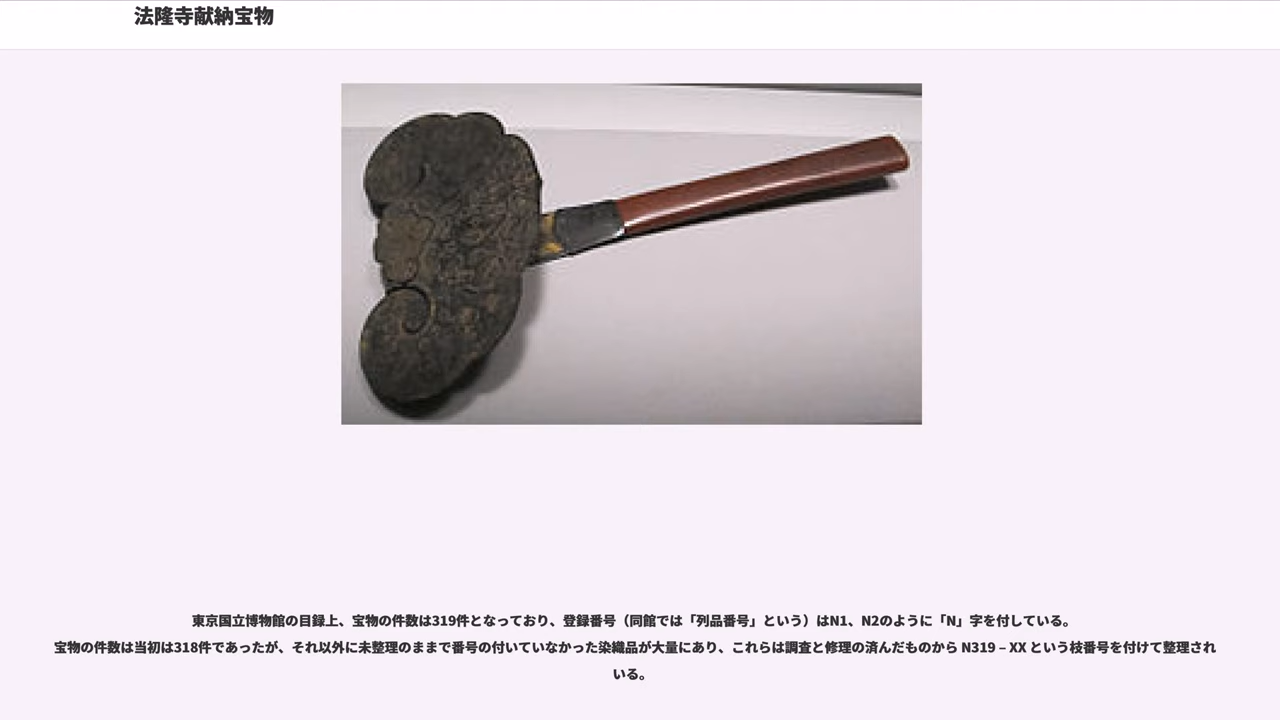 法隆寺献納宝物
東京国立博物館の目録上、宝物の件数は319件となっており、登録番号（同館では「列品番号」という）はN1、N2のように「N」字を付している。
宝物の件数は当初は318件であったが、それ以外に未整理のままで番号の付いていなかった染織品が大量にあり、これらは調査と修理の済んだものから N319 – XX という枝番号を付けて整理され
いる。